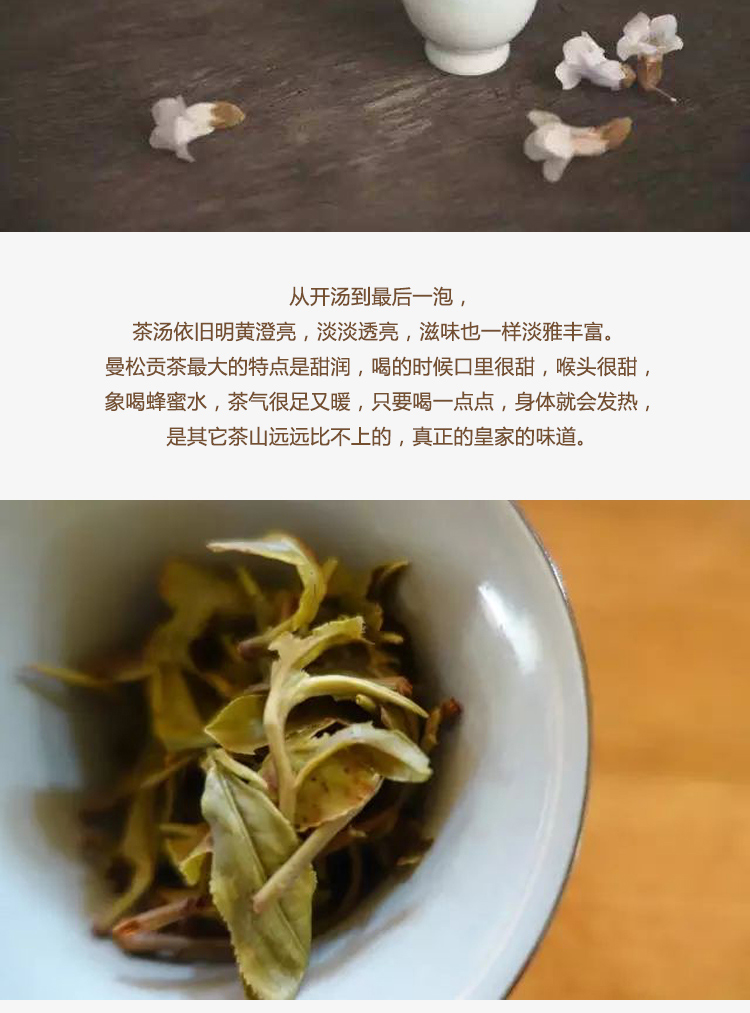 从开汤到最后一泡，
茶汤依旧明黄澄亮，淡淡透亮，滋味也一样淡雅丰富。
曼松贡茶最大的特点是甜润，喝的时候口里很甜，喉头很甜，
象喝蜂蜜水，茶气很足又暖，只要喝一点点，身体就会发热，
是其它茶山远远比不上的，真正的皇家的味道。